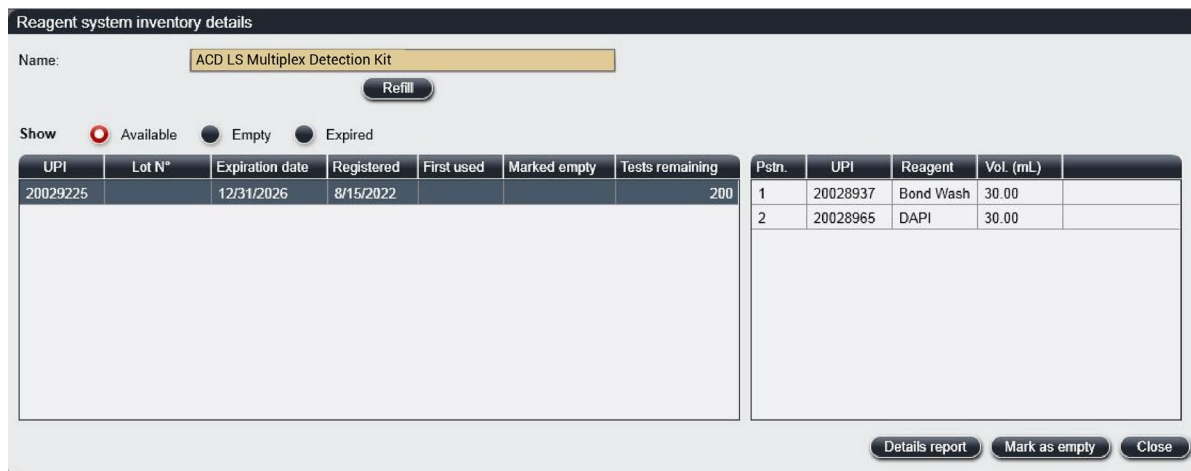 Reagent system inventory details
Name: ACD LS Multiplex Detection Kit
Refill
Show Available Empty Expired
UPI Lot N° Expiration date Registered First used Marked empty Tests remaining
20029225 12/31/2026 8/15/2022 200
Pstn. UPI Reagent Vol. (mL)
1 20028937 Bond Wash 30.00
2 20028965 DAPI 30.00
Details report Mark as empty Close